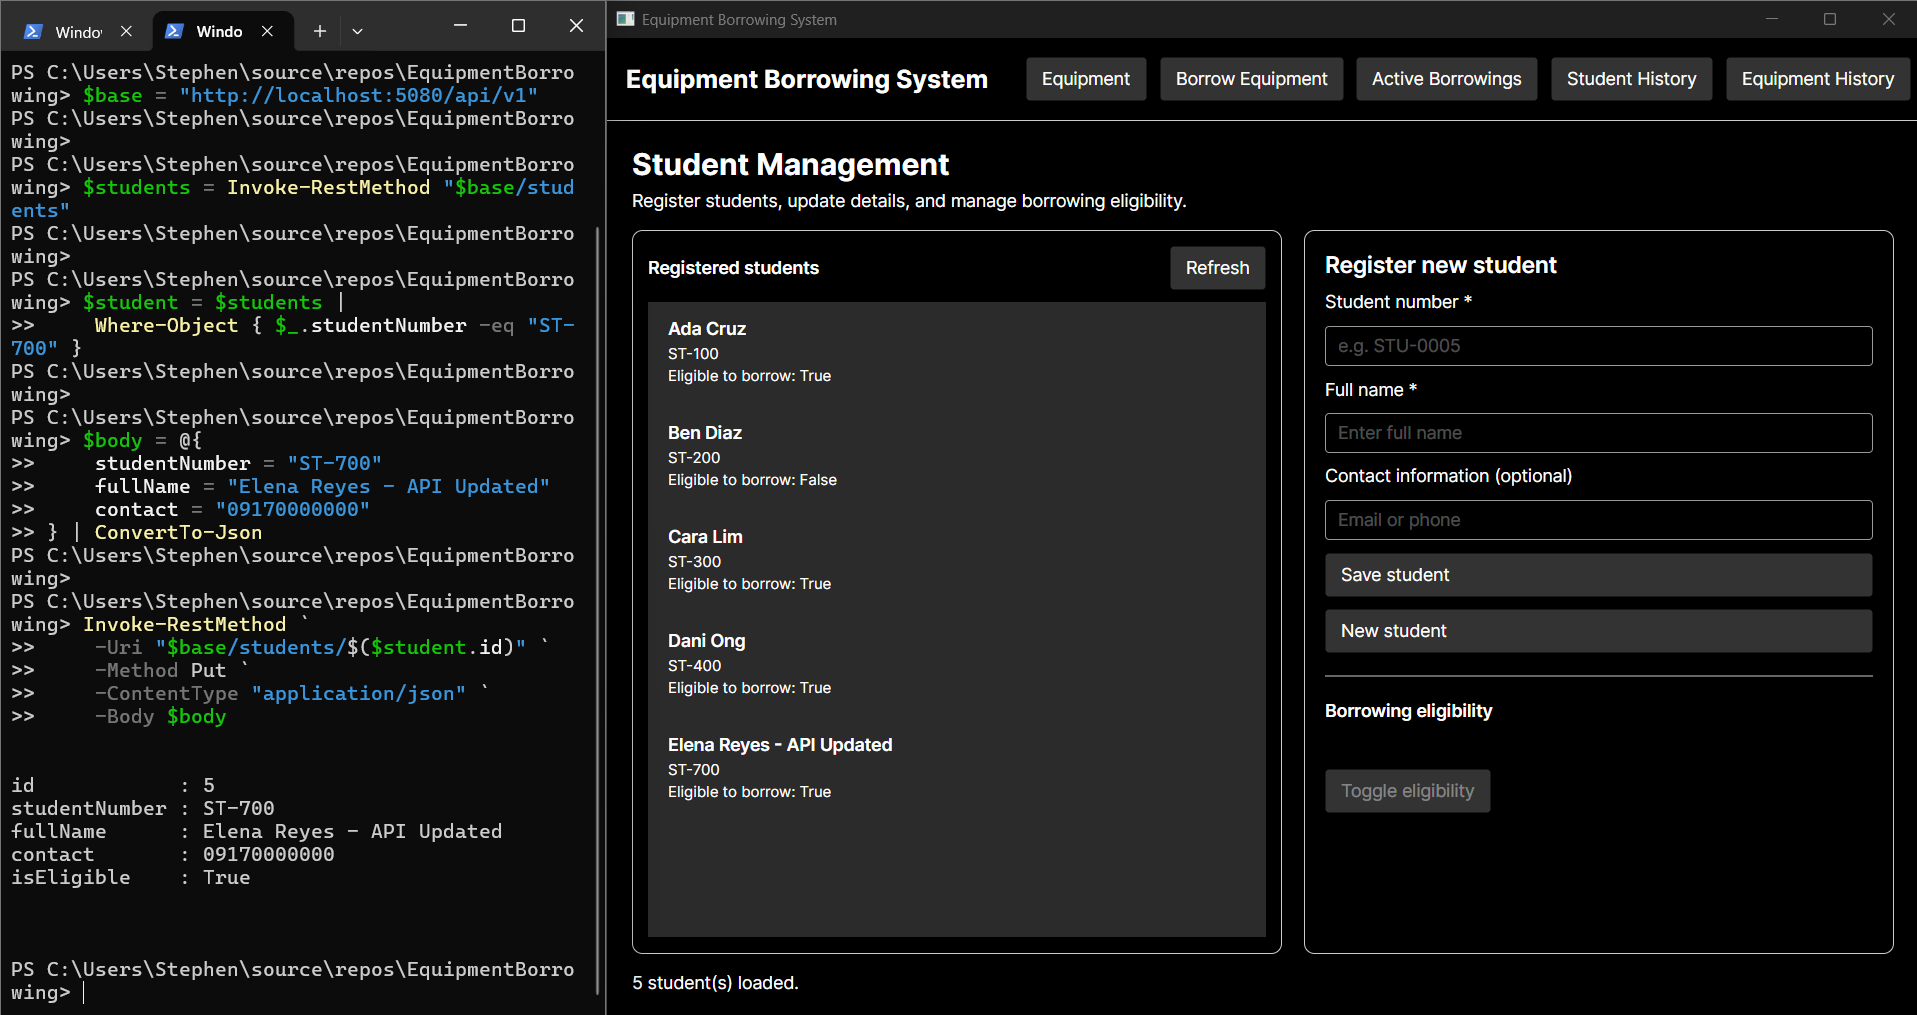 Windo
Windo
PS C:\Users\Stephen\source\repos\EquipmentBorro
wing> $base = "http://localhost:5080/api/v1"
PS C:\Users\Stephen\source\repos\EquipmentBorro
wing>
PS C:\Users\Stephen\source\repos\EquipmentBorro
wing> $students = Invoke-RestMethod "$base/stud
ents"
PS C:\Users\Stephen\source\repos\EquipmentBorro
wing>
PS C:\Users\Stephen\source\repos\EquipmentBorro
wing> $student = $students |
>>     Where-Object { $_.studentNumber -eq "ST-
700" }
PS C:\Users\Stephen\source\repos\EquipmentBorro
wing>
PS C:\Users\Stephen\source\repos\EquipmentBorro
wing> $body = @{
>>     studentNumber = "ST-700"
>>     fullName = "Elena Reyes - API Updated"
>>     contact = "09170000000"
>> } | ConvertTo-Json
PS C:\Users\Stephen\source\repos\EquipmentBorro
wing>
PS C:\Users\Stephen\source\repos\EquipmentBorro
wing> Invoke-RestMethod `
>>     -Uri "$base/students/$($student.id)" `
>>     -Method Put `
>>     -ContentType "application/json" `
>>     -Body $body
id            : 5
studentNumber : ST-700
fullName      : Elena Reyes - API Updated
contact       : 09170000000
isEligible    : True
PS C:\Users\Stephen\source\repos\EquipmentBorro
wing>
Equipment Borrowing System
Equipment Borrowing System
Equipment
Borrow Equipment
Active Borrowings
Student History
Equipment History
Student Management
Register students, update details, and manage borrowing eligibility.
Registered students
Refresh
Ada Cruz
ST-100
Eligible to borrow: True
Ben Diaz
ST-200
Eligible to borrow: False
Cara Lim
ST-300
Eligible to borrow: True
Dani Ong
ST-400
Eligible to borrow: True
Elena Reyes - API Updated
ST-700
Eligible to borrow: True
5 student(s) loaded.
Register new student
Student number *
e.g. STU-0005
Full name *
Enter full name
Contact information (optional)
Email or phone
Save student
New student
Borrowing eligibility
Toggle eligibility